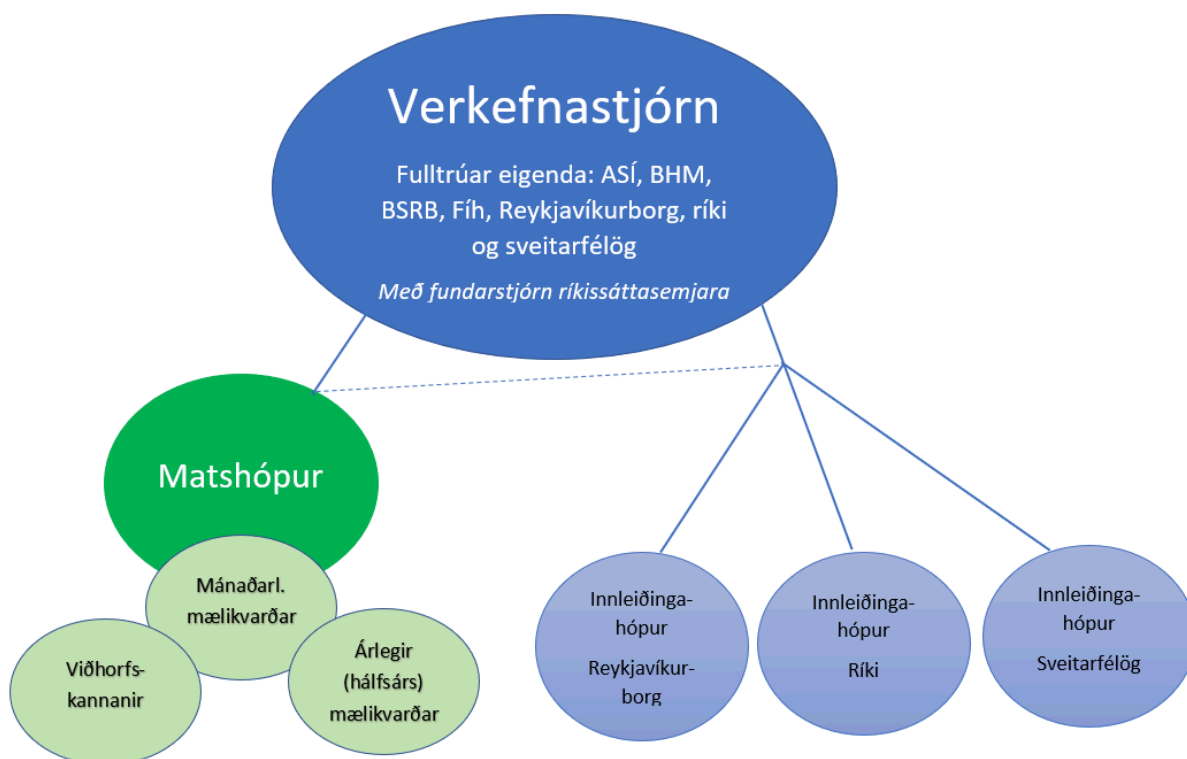 Verkefnastjórn
Fulltrúar eigenda: ASÍ, BHM,
BSRB, Fíh, Reykjavíkurborg, ríki
og sveitarfélög
Með fundarstjórn ríkissáttasemjara
Matshópur
Mánaðarl.
mælikvarðar
Viðhorfs-
kannanir
Árlegir
(hálfsárs)
mælikvarðar
Innleiðinga-
hópur
Reykjavíkur-
borg
Innleiðinga-
hópur
Ríki
Innleiðinga-
hópur
Sveitarfélög